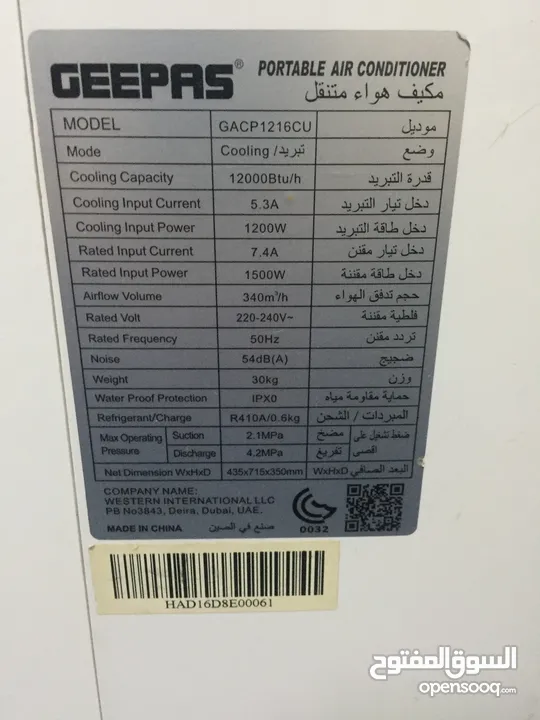 GEEPAS® PORTABLE AIR CONDITIONER
مكيف هواء متنقل
MODEL GACP1216CU موديل
Mode Cooling /تبريد وضع
Cooling Capacity 12000Btu/h قدرة التبريد
Cooling Input Current 5.3A دخل تيار التبريد
Cooling Input Power 1200W دخل طاقة التبريد
Rated Input Current 7.4A دخل تيار مقنن
Rated Input Power 1500W دخل طاقة مقننة
Airflow Volume 340m³/h حجم تدفق الهواء
Rated Volt 220-240V~ فلطية مقننة
Rated Frequency 50Hz تردد مقنن
Noise 54dB(A) ضجيج
Weight 30kg وزن
Water Proof Protection IPX0 حماية مقاومة مياه
Refrigerant/Charge R410A/0.6kg المبردات / الشحن
Max Operating Pressure Suction 2.1MPa مضخ ضغط تشغيل على
Discharge 4.2MPa تفريغ اقصى
Net Dimension WxHxD 435x715x350mm WxHxD البعد الصافي
COMPANY NAME:
WESTERN INTERNATIONAL LLC
PB No3843, Deira, Dubai, UAE.
MADE IN CHINA صنع في الصين
0032
HAD16D8E00061
السوق المفتوح
opensooq.com